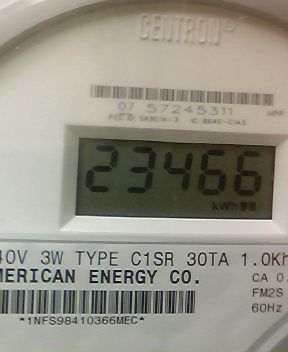 CENTRON
07 57245311
23466
kWh
40V 3W TYPE C1SR 30TA 1.0Kh
MERICAN ENERGY CO. CA 0.
FM2S
60Hz
*1NFS98410366MEC*